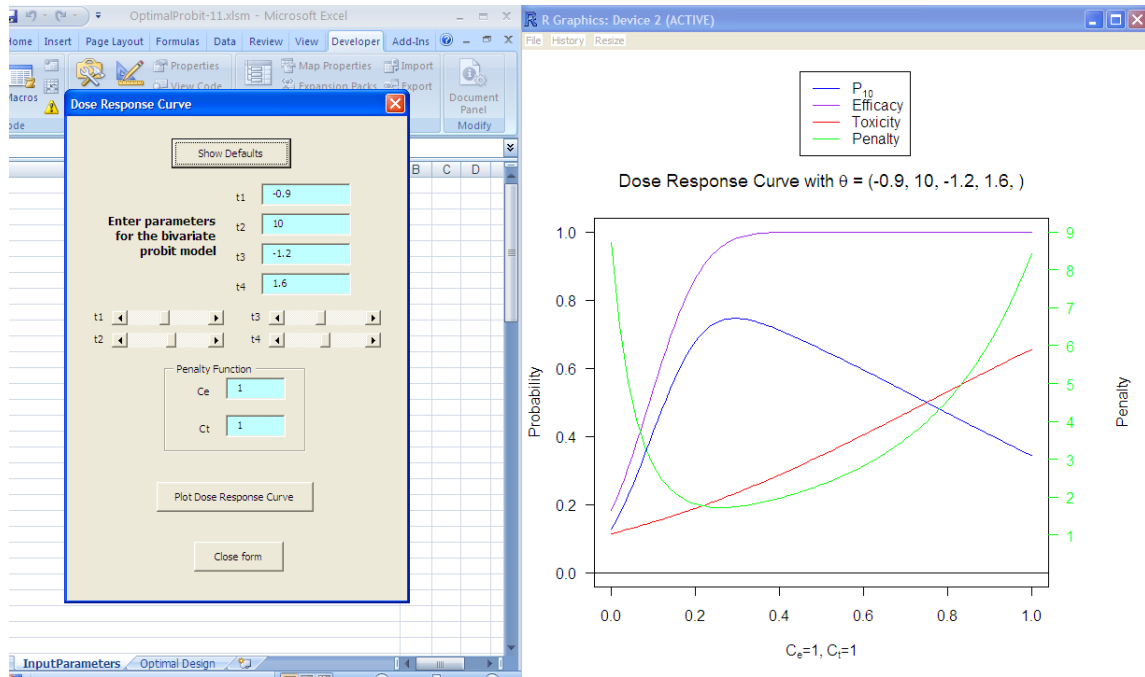 OptimalProbit-11.xlsm - Microsoft Excel
Home Insert Page Layout Formulas Data Review View Developer Add-Ins
Macros
Properties
View Code
Map Properties
Expansion Packs
Import
Export
Document
Panel
Modify
Dose Response Curve
Show Defaults
Enter parameters
for the bivariate
probit model
t1 -0.9
t2 10
t3 -1.2
t4 1.6
t1 t3
t2 t4
Penalty Function
Ce 1
Ct 1
Plot Dose Response Curve
Close form
B C D
InputParameters Optimal Design
R Graphics: Device 2 (ACTIVE)
File History Resize
P10
Efficacy
Toxicity
Penalty
Dose Response Curve with θ = (-0.9, 10, -1.2, 1.6, )
Probability
1.0
0.8
0.6
0.4
0.2
0.0
9
8
7
6
5
4
3
2
1
Penalty
0.0 0.2 0.4 0.6 0.8 1.0
Ce=1, Ct=1